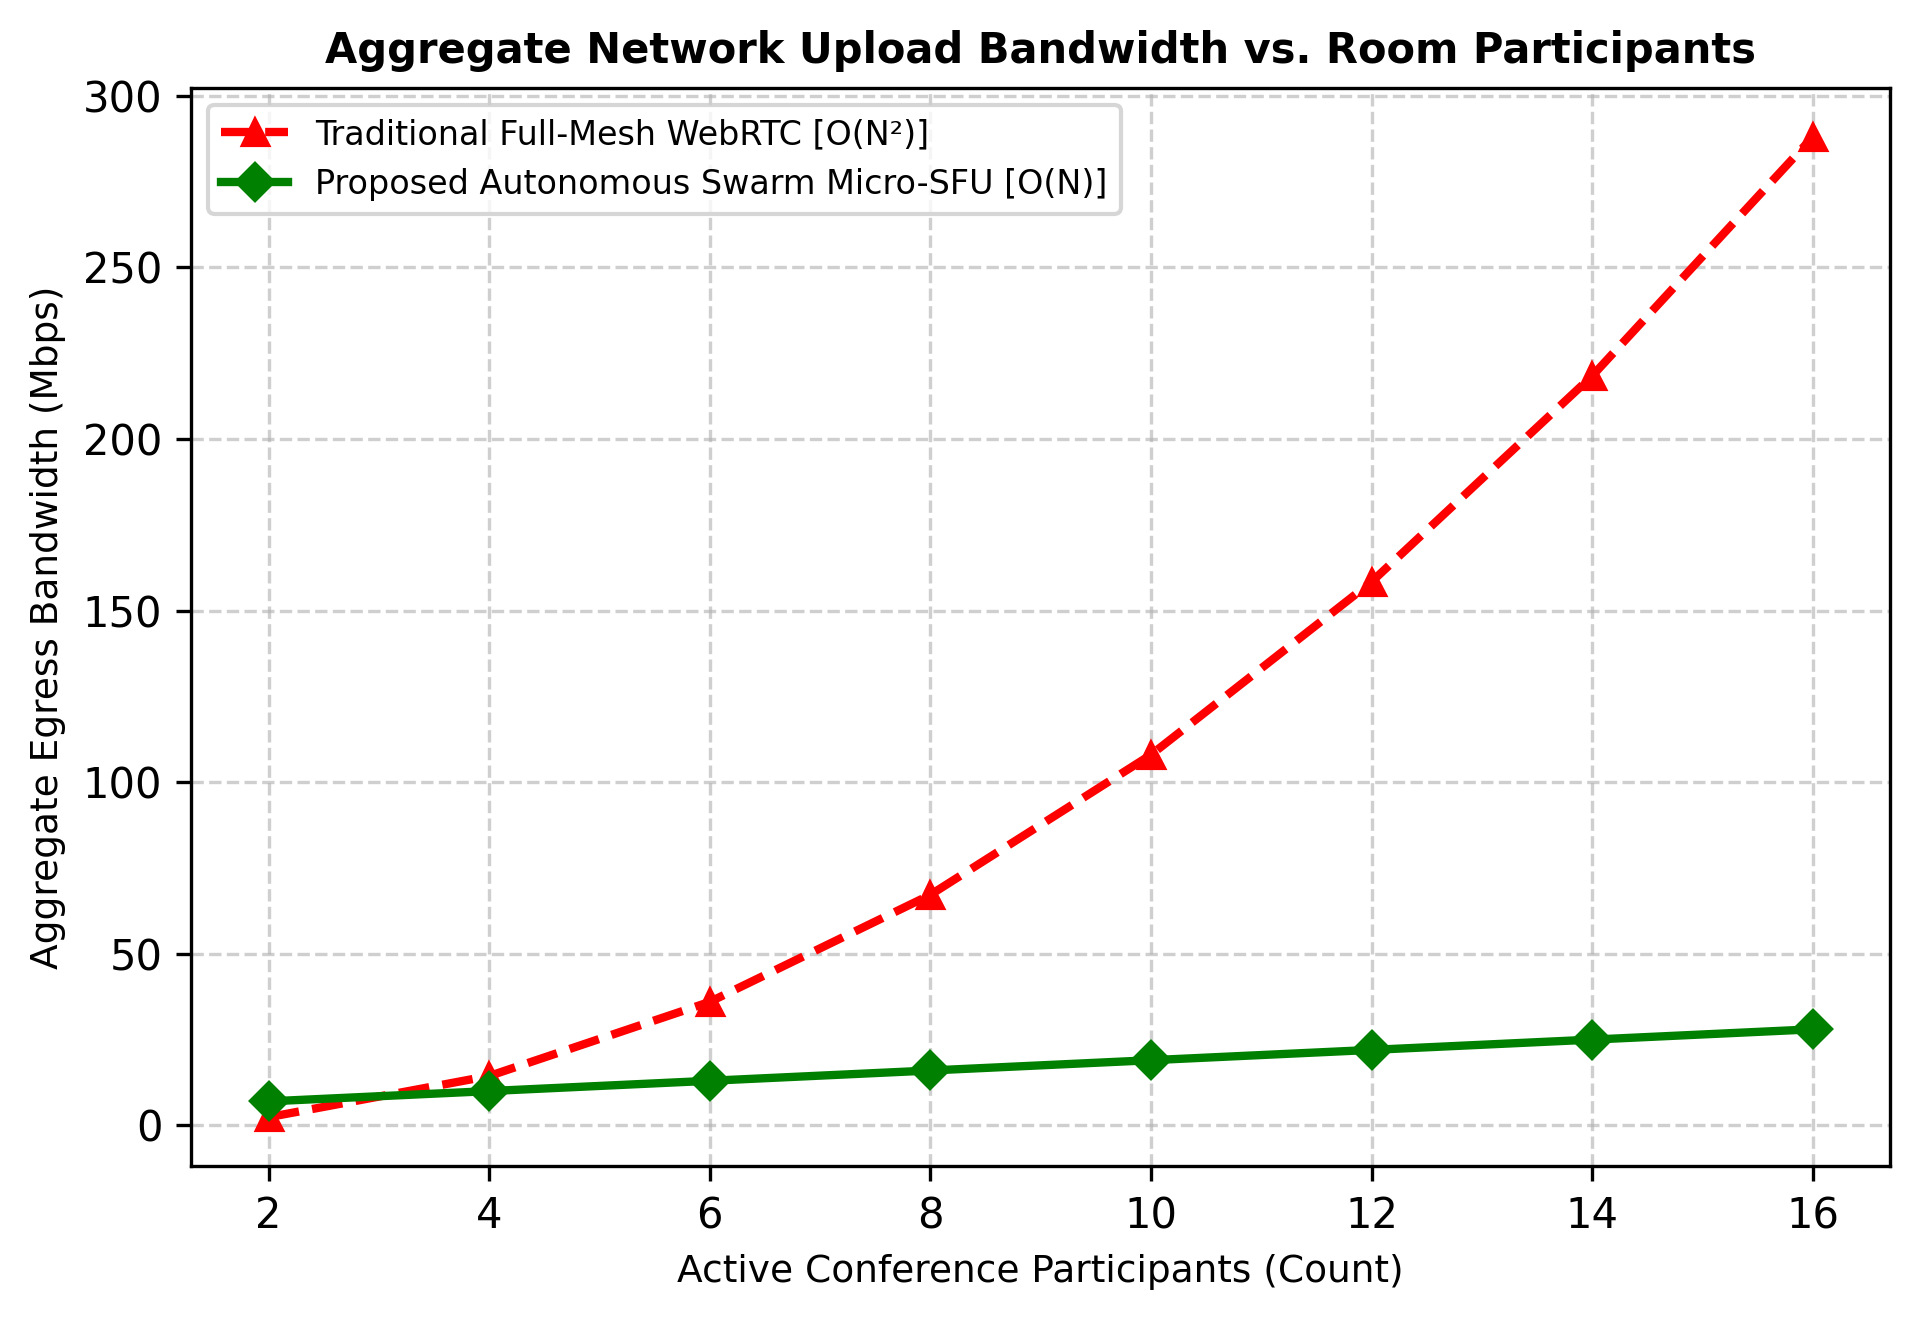 Aggregate Network Upload Bandwidth vs. Room Participants
Traditional Full-Mesh WebRTC [O(N²)]
Proposed Autonomous Swarm Micro-SFU [O(N)]
Aggregate Egress Bandwidth (Mbps)
300
250
200
150
100
50
0
2 4 6 8 10 12 14 16
Active Conference Participants (Count)